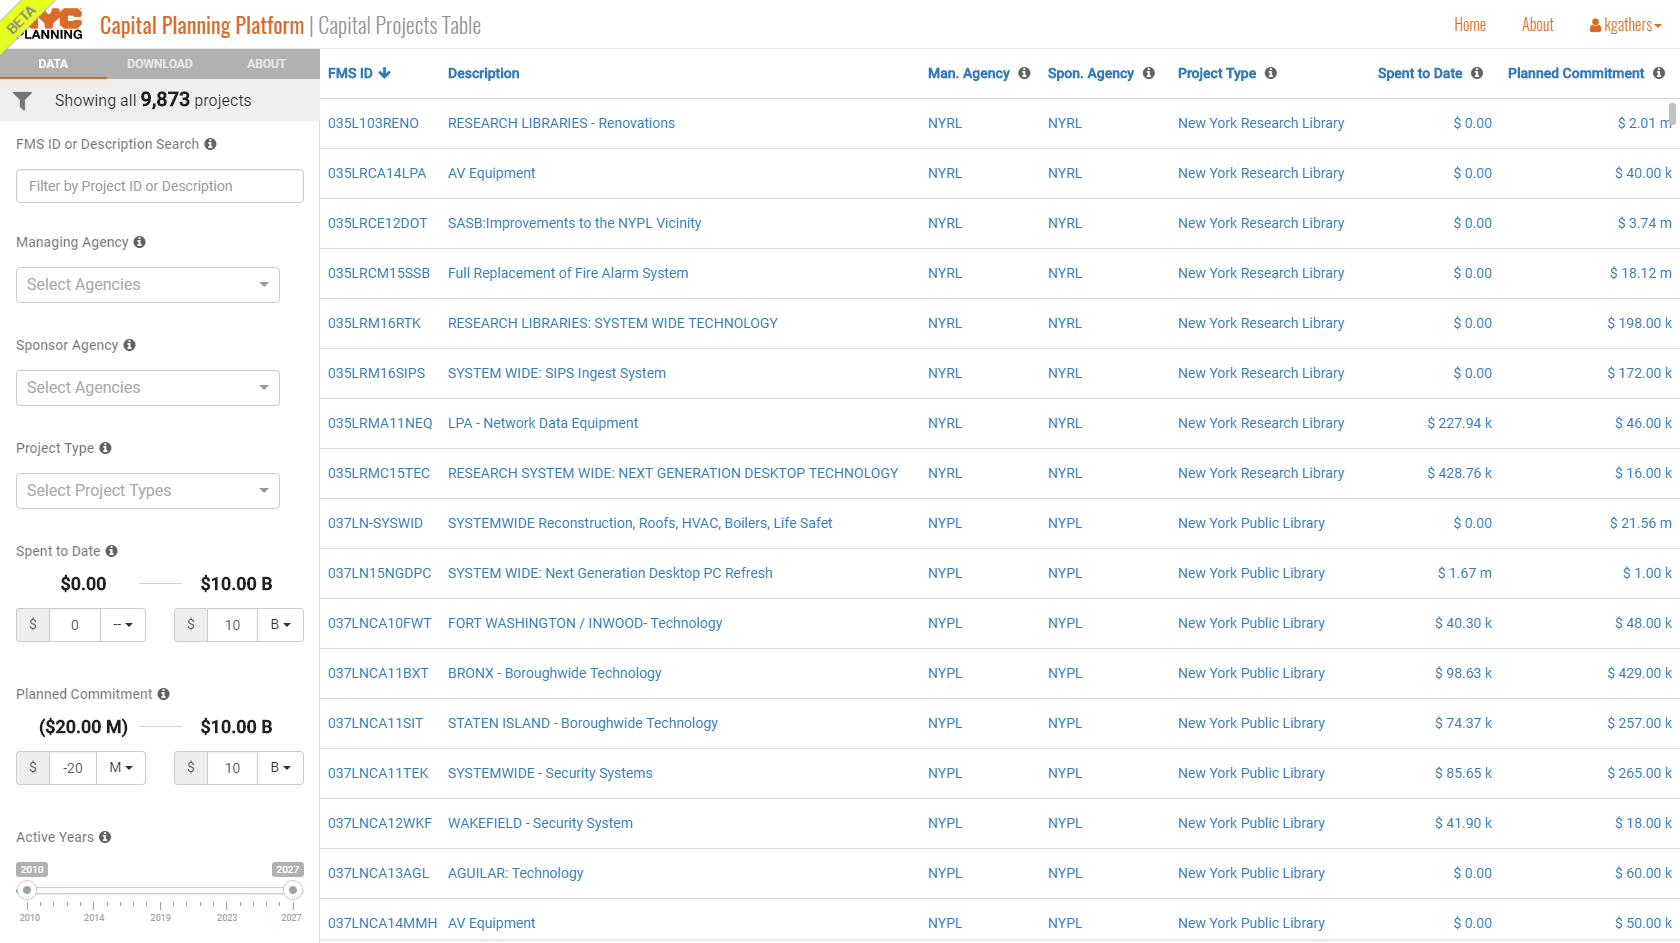 BETA
NYC
PLANNING
Capital Planning Platform | Capital Projects Table
Home
About
kgathers
DATA
DOWNLOAD
ABOUT
Showing all 9,873 projects
FMS ID or Description Search
Filter by Project ID or Description
Managing Agency
Select Agencies
Sponsor Agency
Select Agencies
Project Type
Select Project Types
Spent to Date
$0.00 $10.00 B
$ 0 -- $ 10 B
Planned Commitment
($20.00 M) $10.00 B
$ -20 M $ 10 B
Active Years
2010 2027
2010 2014 2019 2023 2027
FMS ID Description Man. Agency Spon. Agency Project Type Spent to Date Planned Commitment
035L103RENO RESEARCH LIBRARIES - Renovations NYRL NYRL New York Research Library $ 0.00 $ 2.01 m
035LRCA14LPA AV Equipment NYRL NYRL New York Research Library $ 0.00 $ 40.00 k
035LRCE12DOT SASB:Improvements to the NYPL Vicinity NYRL NYRL New York Research Library $ 0.00 $ 3.74 m
035LRCM15SSB Full Replacement of Fire Alarm System NYRL NYRL New York Research Library $ 0.00 $ 18.12 m
035LRM16RTK RESEARCH LIBRARIES: SYSTEM WIDE TECHNOLOGY NYRL NYRL New York Research Library $ 0.00 $ 198.00 k
035LRM16SIPS SYSTEM WIDE: SIPS Ingest System NYRL NYRL New York Research Library $ 0.00 $ 172.00 k
035LRMA11NEQ LPA - Network Data Equipment NYRL NYRL New York Research Library $ 227.94 k $ 46.00 k
035LRMC15TEC RESEARCH SYSTEM WIDE: NEXT GENERATION DESKTOP TECHNOLOGY NYRL NYRL New York Research Library $ 428.76 k $ 16.00 k
037LN-SYSWID SYSTEMWIDE Reconstruction, Roofs, HVAC, Boilers, Life Safet NYPL NYPL New York Public Library $ 0.00 $ 21.56 m
037LN15NGDPC SYSTEM WIDE: Next Generation Desktop PC Refresh NYPL NYPL New York Public Library $ 1.67 m $ 1.00 k
037LNCA10FWT FORT WASHINGTON / INWOOD- Technology NYPL NYPL New York Public Library $ 40.30 k $ 48.00 k
037LNCA11BXT BRONX - Boroughwide Technology NYPL NYPL New York Public Library $ 98.63 k $ 429.00 k
037LNCA11SIT STATEN ISLAND - Boroughwide Technology NYPL NYPL New York Public Library $ 74.37 k $ 257.00 k
037LNCA11TEK SYSTEMWIDE - Security Systems NYPL NYPL New York Public Library $ 85.65 k $ 265.00 k
037LNCA12WKF WAKEFIELD - Security System NYPL NYPL New York Public Library $ 41.90 k $ 18.00 k
037LNCA13AGL AGUILAR: Technology NYPL NYPL New York Public Library $ 0.00 $ 60.00 k
037LNCA14MMH AV Equipment NYPL NYPL New York Public Library $ 0.00 $ 50.00 k